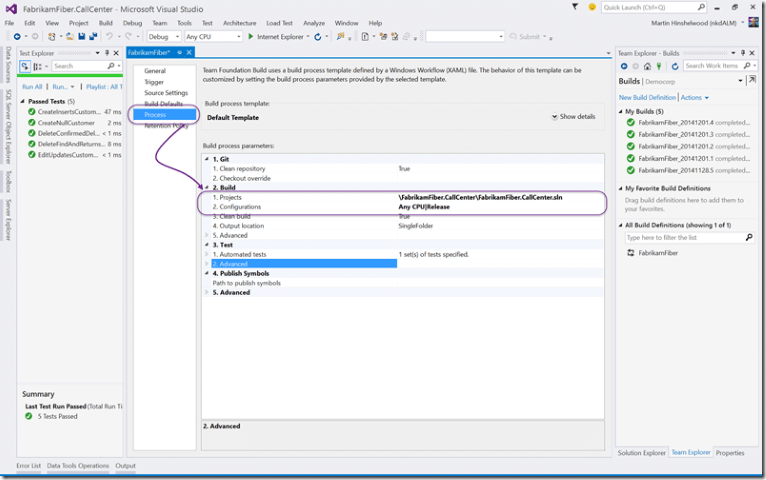 FabrikamFiber.CallCenter - Microsoft Visual Studio
Quick Launch (Ctrl+Q)
File Edit View Project Build Debug Team Tools Test Architecture Load Test Analyze Window Help
Martin Hinshelwood (nkdALM)
Debug Any CPU Internet Explorer Submit
Data Sources
SQL Server Object Explorer
Toolbox
Server Explorer
Test Explorer
Search
Run All | Run... Playlist : All T
Passed Tests (5)
CreateInsertsCustom... 47 ms
CreateNullCustomer 2 ms
DeleteConfirmedDel... < 1 ms
DeleteFindAndReturns... 8 ms
EditUpdatesCustom... < 1 ms
Summary
Last Test Run Passed (Total Run Ti
5 Tests Passed
FabrikamFiber*
General
Trigger
Source Settings
Build Defaults
Process
Retention Policy
Team Foundation Build uses a build process template defined by a Windows Workflow (XAML) file. The behavior of this template can be
customized by setting the build process parameters provided by the selected template.
Build process template:
Default Template
Show details
Build process parameters:
1. Git
1. Clean repository True
2. Checkout override
2. Build
1. Projects \FabrikamFiber.CallCenter\FabrikamFiber.CallCenter.sln
2. Configurations Any CPU|Release
3. Clean build True
4. Output location SingleFolder
5. Advanced
3. Test
1. Automated tests 1 set(s) of tests specified.
2. Advanced
4. Publish Symbols
Path to publish symbols
5. Advanced
2. Advanced
Team Explorer - Builds
Search Work Items
Builds | Democorp
New Build Definition | Actions
My Builds (5)
FabrikamFiber_20141201.4 completed...
FabrikamFiber_20141201.3 completed...
FabrikamFiber_20141201.2 completed...
FabrikamFiber_20141201.1 completed...
FabrikamFiber_20141128.5 completed...
My Favorite Build Definitions
Drag build definitions here to add them to
your favorites.
All Build Definitions (showing 1 of 1)
Type here to filter the list
FabrikamFiber
Solution Explorer Team Explorer Properties
Error List Data Tools Operations Output